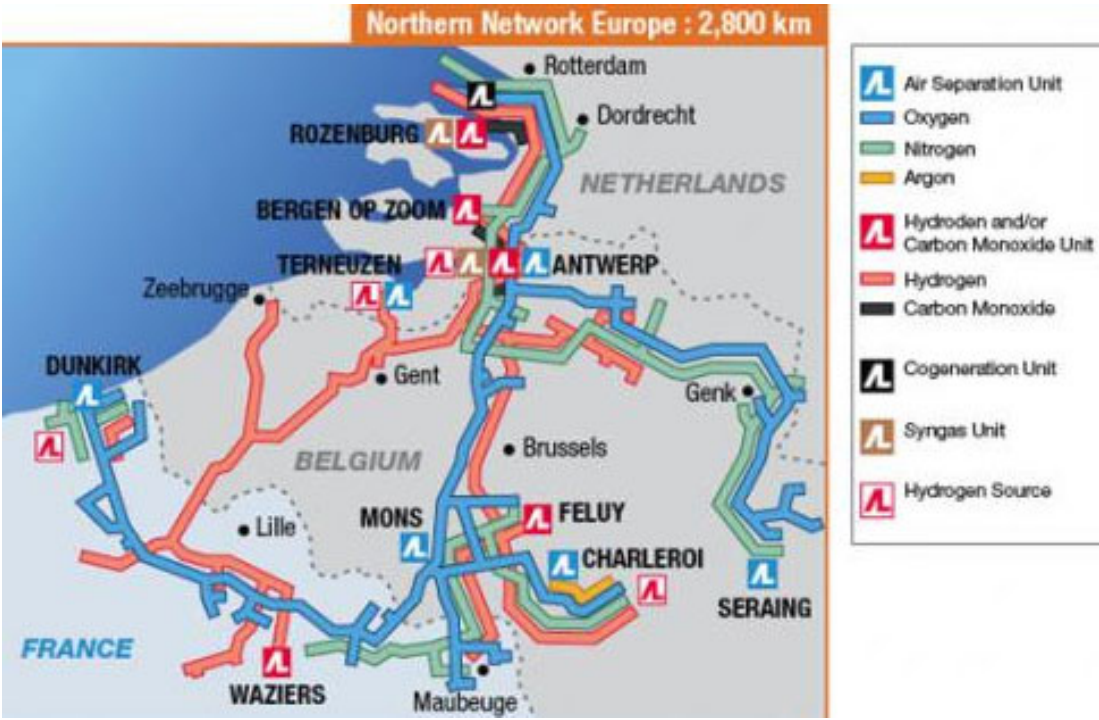 Northern Network Europe : 2,800 km
Rotterdam
Dordrecht
ROZENBURG
NETHERLANDS
BERGEN OP ZOOM
TERNEUZEN
ANTWERP
Zeebrugge
DUNKIRK
Gent
Genk
Brussels
BELGIUM
Lille
MONS
FELUY
CHARLEROI
SERAING
FRANCE
WAZIERS
Maubeuge
Air Separation Unit
Oxygen
Nitrogen
Argon
Hydroden and/or
Carbon Monoxide Unit
Hydrogen
Carbon Monoxide
Cogeneration Unit
Syngas Unit
Hydrogen Source